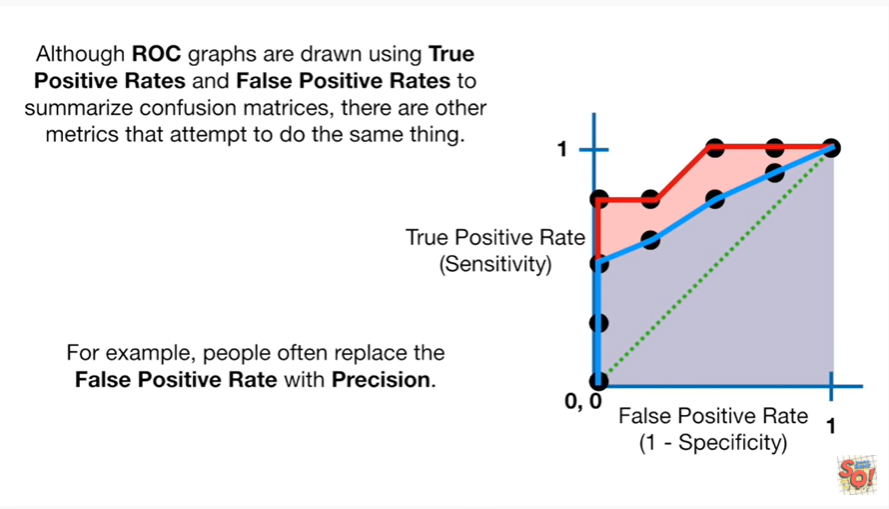 Although ROC graphs are drawn using True
Positive Rates and False Positive Rates to
summarize confusion matrices, there are other
metrics that attempt to do the same thing.
1
True Positive Rate
(Sensitivity)
For example, people often replace the
False Positive Rate with Precision.
0, 0
False Positive Rate
(1 - Specificity)
1
SQ!